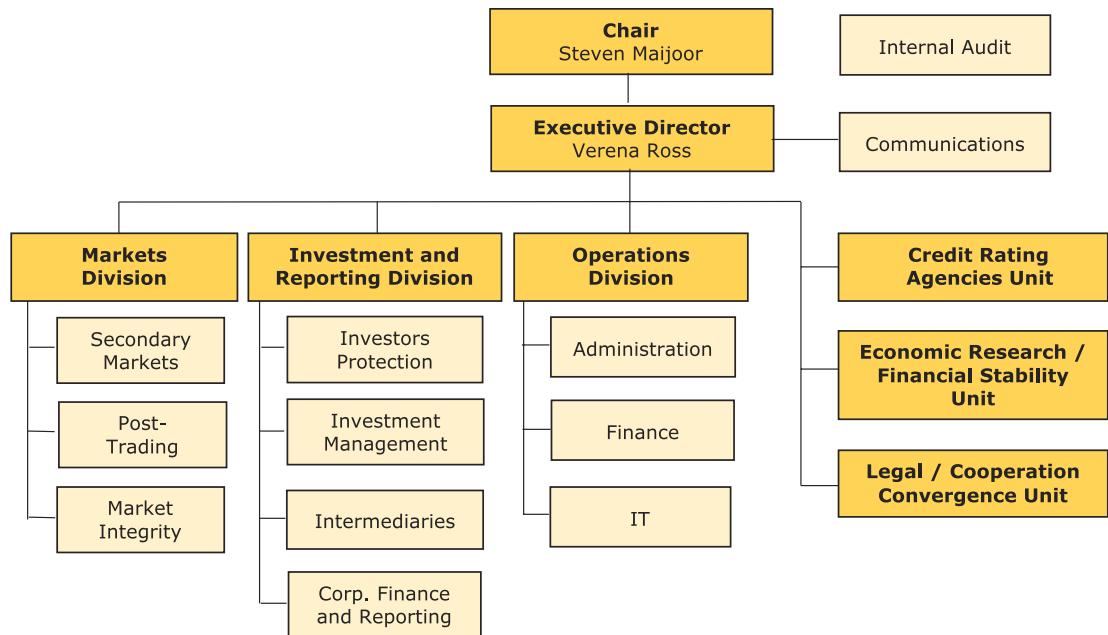 Chair
Steven Maijoor
Internal Audit
Executive Director
Verena Ross
Communications
Markets
Division
Investment and
Reporting Division
Operations
Division
Credit Rating
Agencies Unit
Secondary
Markets
Investors
Protection
Administration
Economic Research /
Financial Stability
Unit
Post-
Trading
Investment
Management
Finance
Legal / Cooperation
Convergence Unit
Market
Integrity
Intermediaries
IT
Corp. Finance
and Reporting